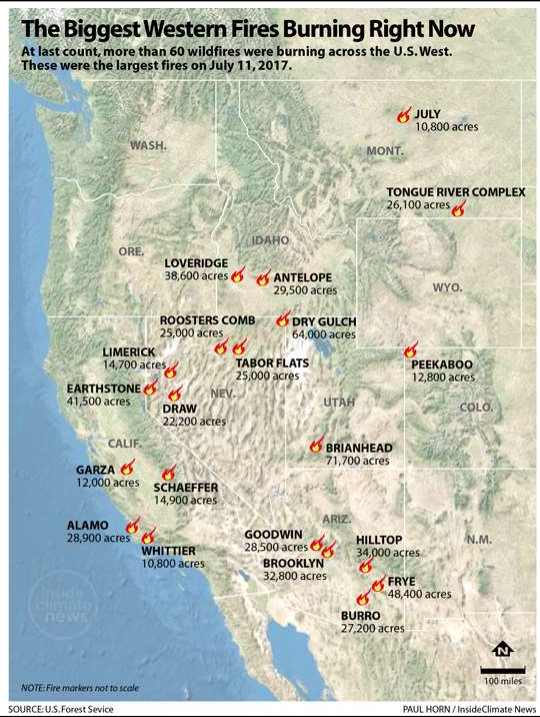 The Biggest Western Fires Burning Right Now
At last count, more than 60 wildfires were burning across the U.S. West.
These were the largest fires on July 11, 2017.
JULY
10,800 acres
WASH.
MONT.
TONGUE RIVER COMPLEX
26,100 acres
ORE.
IDAHO
LOVERIDGE
38,600 acres
ANTELOPE
29,500 acres
WYO.
ROOSTERS COMB
25,000 acres
DRY GULCH
64,000 acres
LIMERICK
14,700 acres
TABOR FLATS
25,000 acres
PEEKABOO
12,800 acres
EARTHSTONE
41,500 acres
NEV.
DRAW
22,200 acres
UTAH
COLO.
CALIF.
BRIANHEAD
71,700 acres
GARZA
12,000 acres
SCHAEFFER
14,900 acres
ALAMO
28,900 acres
WHITTIER
10,800 acres
ARIZ.
GOODWIN
28,500 acres
HILLTOP
34,000 acres
N.M.
BROOKLYN
32,800 acres
FRYE
48,400 acres
BURRO
27,200 acres
inside
climate
news
N
100 miles
NOTE: Fire markers not to scale
SOURCE: U.S. Forest Sevice
PAUL HORN / InsideClimate News